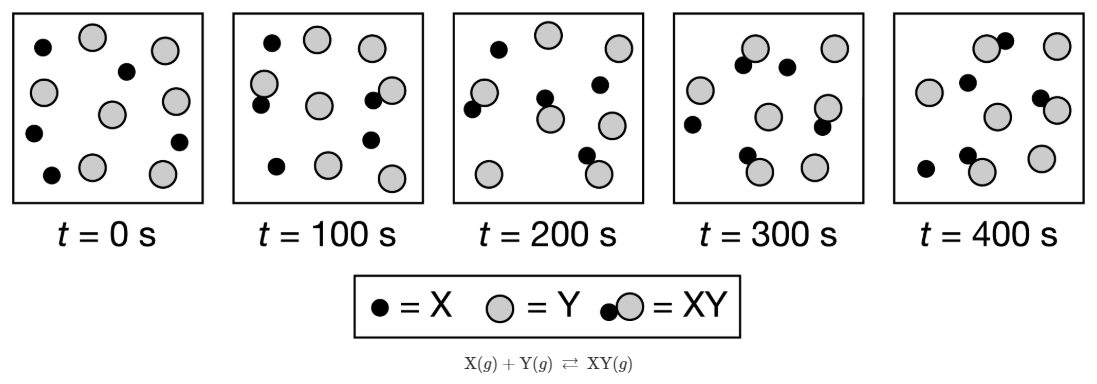 t = 0 s t = 100 s t = 200 s t = 300 s t = 400 s
= X = Y = XY
X(g) + Y(g) ⇄ XY(g)